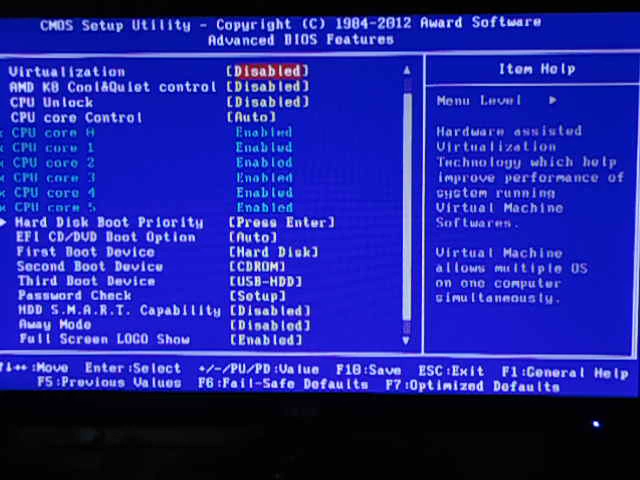 CMOS Setup Utility - Copyright (C) 1984-2012 Award Software
Advanced BIOS Features
Virtualization [Disabled]
AMD K8 Cool&Quiet control [Disabled]
CPU Unlock [Disabled]
CPU core Control [Auto]
x CPU core 0 Enabled
x CPU core 1 Enabled
x CPU core 2 Enabled
x CPU core 3 Enabled
x CPU core 4 Enabled
x CPU core 5 Enabled
Hard Disk Boot Priority [Press Enter]
EFI CD/DVD Boot Option [Auto]
First Boot Device [Hard Disk]
Second Boot Device [CDROM]
Third Boot Device [USB-HDD]
Password Check [Setup]
HDD S.M.A.R.T. Capability [Disabled]
Away Mode [Disabled]
Full Screen LOGO Show [Enabled]
Item Help
Menu Level
Hardware assisted
Virtualization
Technology which help
improve performance of
system running
Virtual Machine
Softwares.
Virtual Machine
allows multiple OS
on one computer
simultaneously.
↑↓→←:Move Enter:Select +/-/PU/PD:Value F10:Save ESC:Exit F1:General Help
F5:Previous Values F6:Fail-Safe Defaults F7:Optimized Defaults